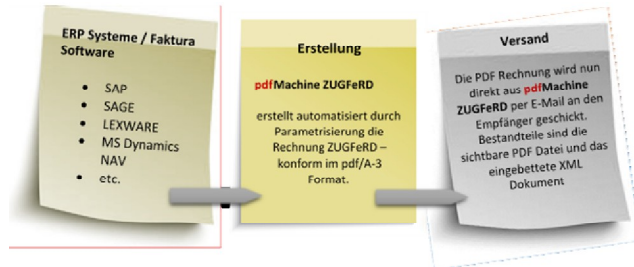 ERP Systeme / Faktura
Software
• SAP
• SAGE
• LEXWARE
• MS Dynamics
NAV
• etc.
Erstellung
pdfMachine ZUGFeRD
erstellt automatisiert durch
Parametrisierung die
Rechnung ZUGFeRD –
konform im pdf/A-3
Format.
Versand
Die PDF Rechnung wird nun
direkt aus pdfMachine
ZUGFeRD per E-Mail an den
Empfänger geschickt.
Bestandteile sind die
sichtbare PDF Datei und das
eingebettete XML
Dokument